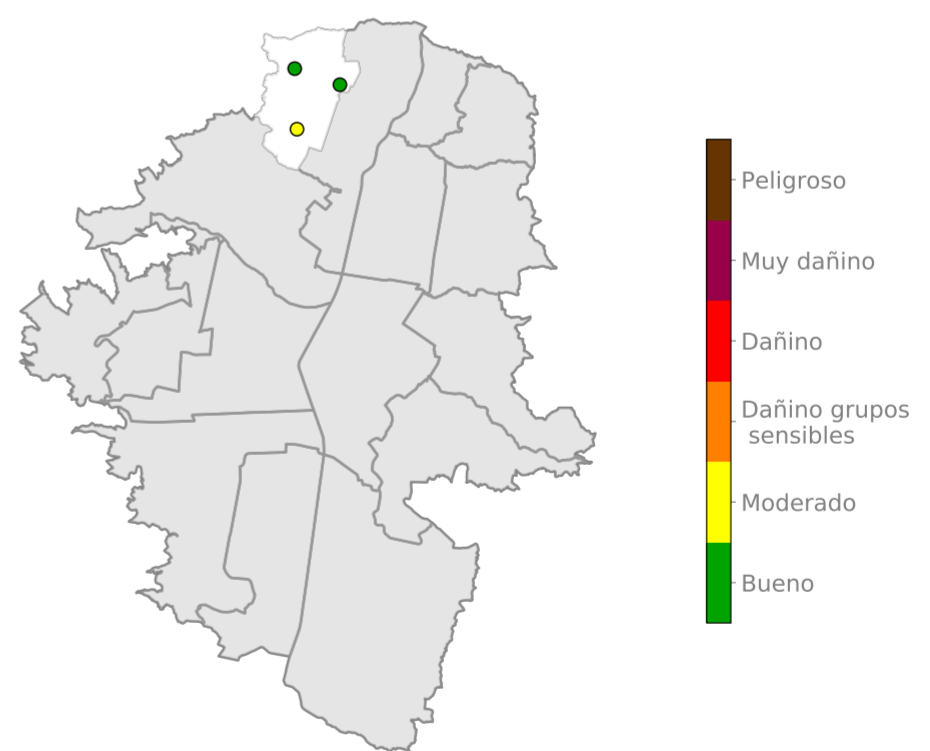 Peligroso
Muy dañino
Dañino
Dañino grupos
sensibles
Moderado
Bueno